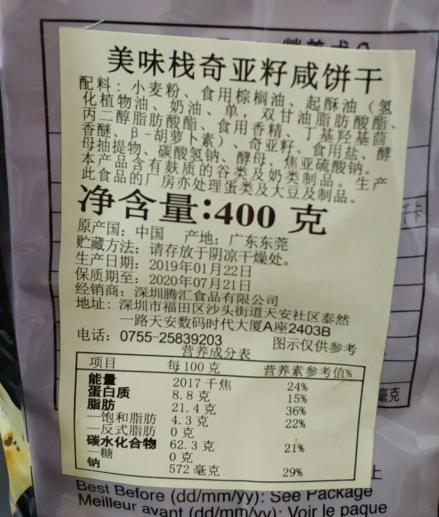 美味栈奇亚籽咸饼干
配料：小麦粉、食用棕榈油、起酥油（氢
化植物油、奶油、单，双甘油脂肪酸酯、
丙二醇脂肪酸酯、食用香精、丁基羟基茴
香醚、β-胡萝卜素）、奇亚籽、食用盐、酵
母抽提物、碳酸氢钠、酵母、焦亚硫酸钠。
本产品含有麸质的谷类及奶类制品。生产
此食品的厂房亦处理蛋类及大豆及制品。
净含量:400 克
原产国：中国 产地：广东东莞
贮藏方法：请存放于阴凉干燥处。
生产日期：2019年01月22日
保质期至：2020年07月21日
经销商：深圳腾汇食品有限公司
地址：深圳市福田区沙头街道天安社区泰然
一路天安数码时代大厦A座2403B
电话：0755-25839203 图示仅供参考
营养成分表
项目 每100克 营养素参考值%
能量 2017千焦 24%
蛋白质 8.8 克 15%
脂肪 21.4 克 36%
—饱和脂肪 4.3 克 22%
—反式脂肪 0 克
碳水化合物 62.3 克 21%
—糖 0 克
钠 572 毫克 29%
毫克
Best Before (dd/mm/yy): See Package
Meilleur avant (dd/mm/yy): Voir le paque